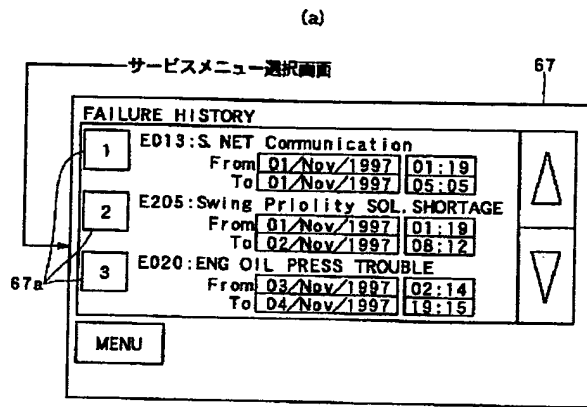 (a)
サービスメニュー選択画面
67
FAILURE HISTORY
1 E013:S. NET Communication
From 01/Nov/1997 01:19
To 01/Nov/1997 05:05
2 E205:Swing Priolity SOL. SHORTAGE
From 01/Nov/1997 01:19
To 02/Nov/1997 08:12
67a
3 E020:ENG OIL PRESS TROUBLE
From 03/Nov/1997 02:14
To 04/Nov/1997 19:15
MENU